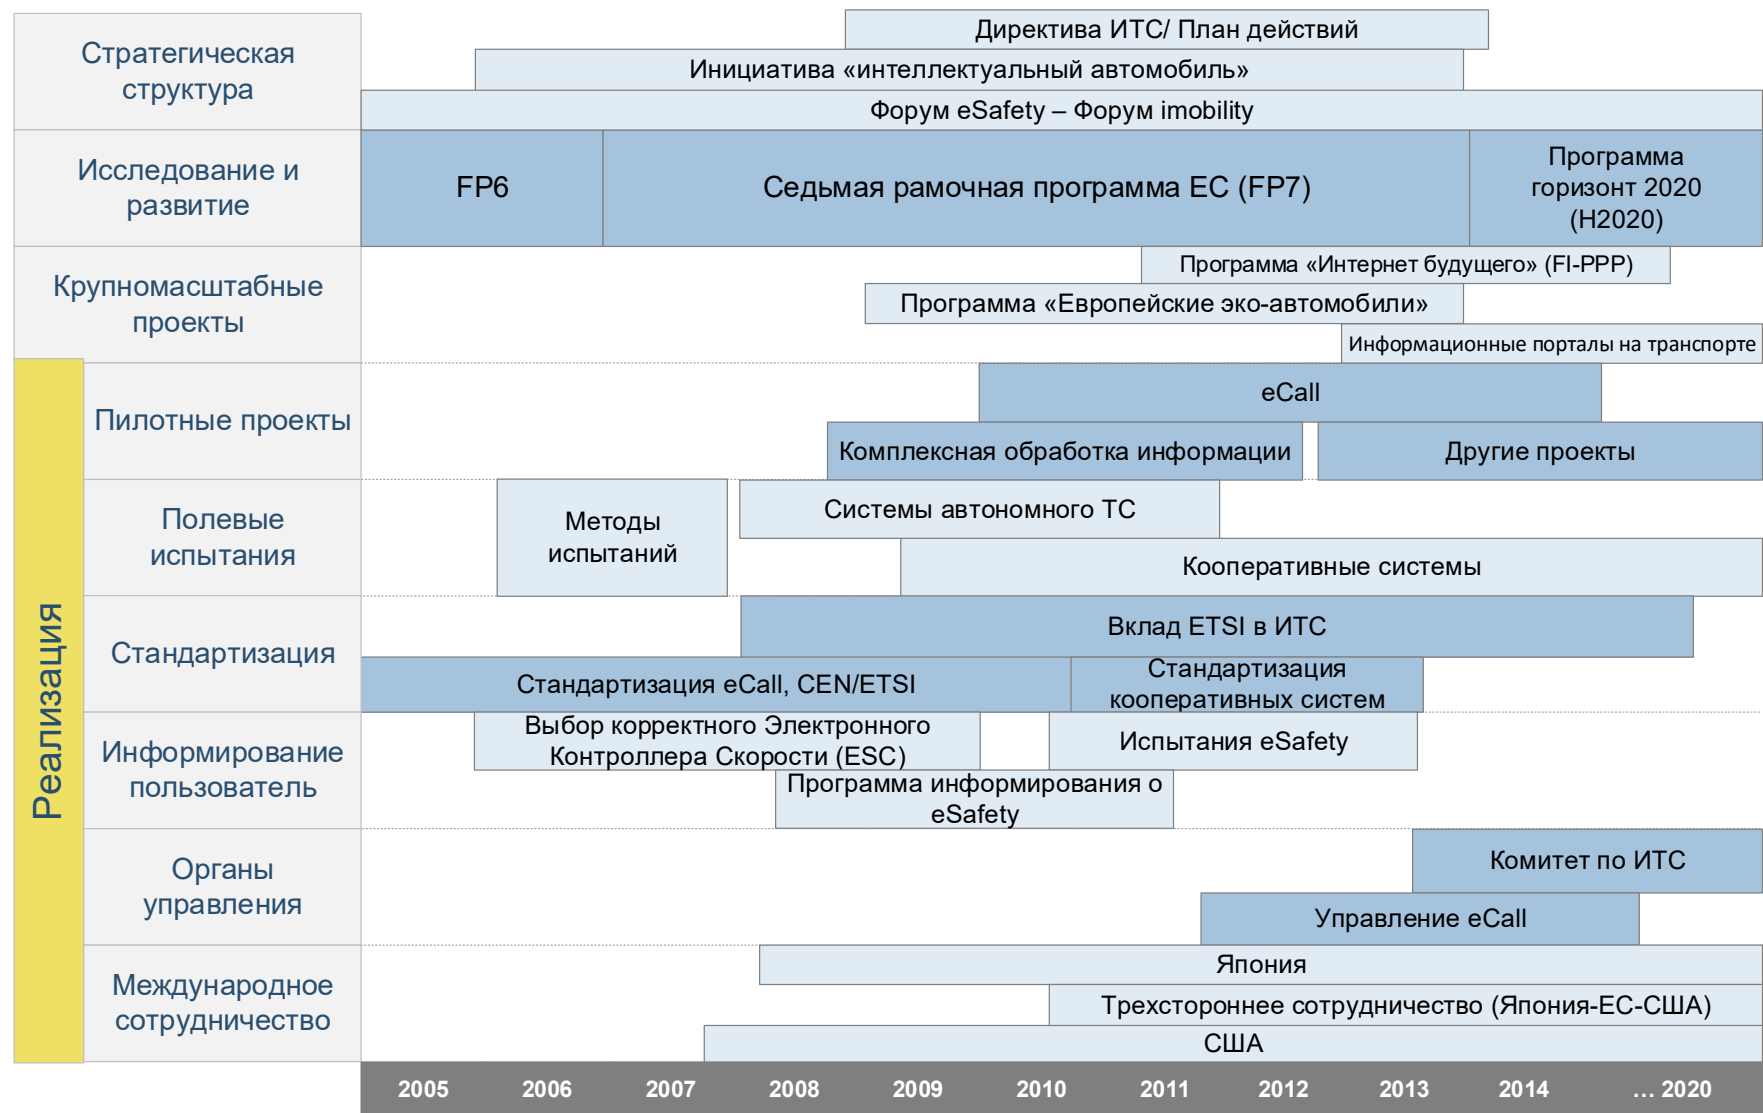 Стратегическая
структура
Директива ИТС/ План действий
Инициатива «интеллектуальный автомобиль»
Форум eSafety – Форум imobility
Исследование и
развитие
FP6
Седьмая рамочная программа ЕС (FP7)
Программа
горизонт 2020
(H2020)
Крупномасштабные
проекты
Программа «Интернет будущего» (FI-PPP)
Программа «Европейские эко-автомобили»
Информационные порталы на транспорте
Реализация
Пилотные проекты
eCall
Комплексная обработка информации
Другие проекты
Полевые
испытания
Методы
испытаний
Системы автономного ТС
Кооперативные системы
Стандартизация
Вклад ETSI в ИТС
Стандартизация eCall, CEN/ETSI
Стандартизация
кооперативных систем
Информирование
пользователь
Выбор корректного Электронного
Контроллера Скорости (ESC)
Испытания eSafety
Программа информирования о
eSafety
Органы
управления
Комитет по ИТС
Управление eCall
Международное
сотрудничество
Япония
Трехстороннее сотрудничество (Япония-ЕС-США)
США
2005 2006 2007 2008 2009 2010 2011 2012 2013 2014 … 2020